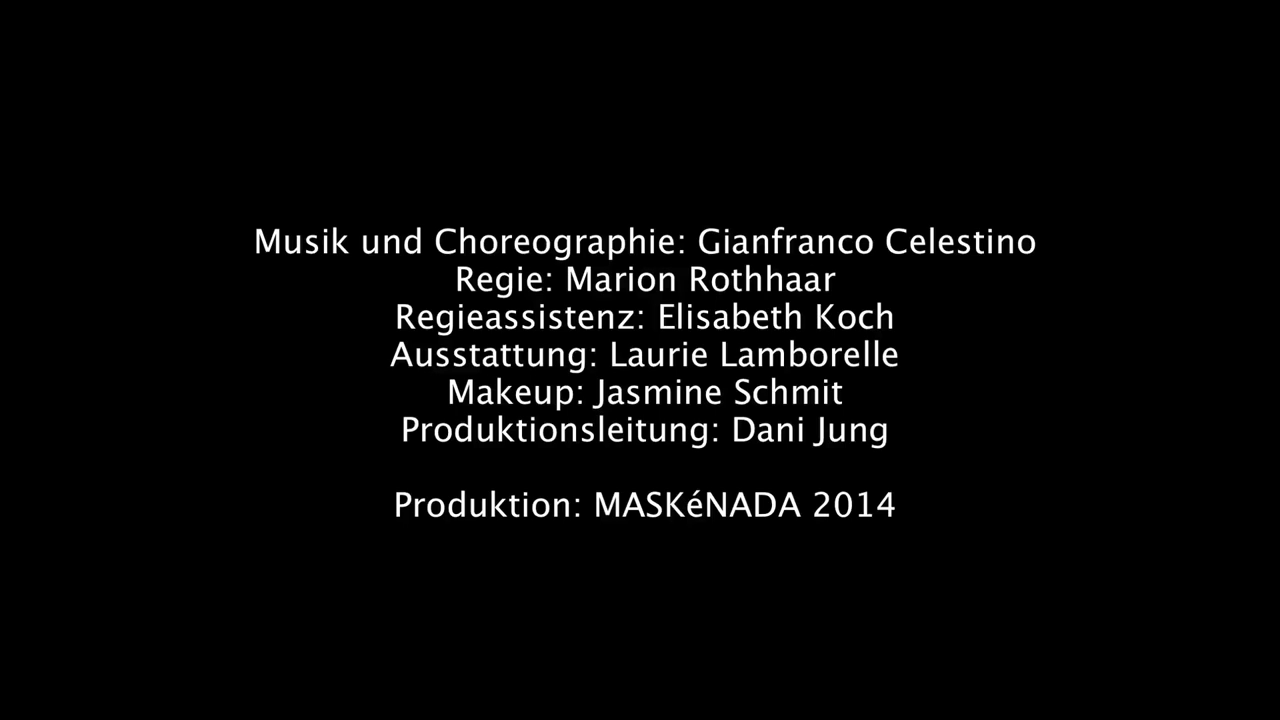 Musik und Choreographie: Gianfranco Celestino
Regie: Marion Rothhaar
Regieassistenz: Elisabeth Koch
Ausstattung: Laurie Lamborelle
Makeup: Jasmine Schmit
Produktionsleitung: Dani Jung
Produktion: MASKéNADA 2014